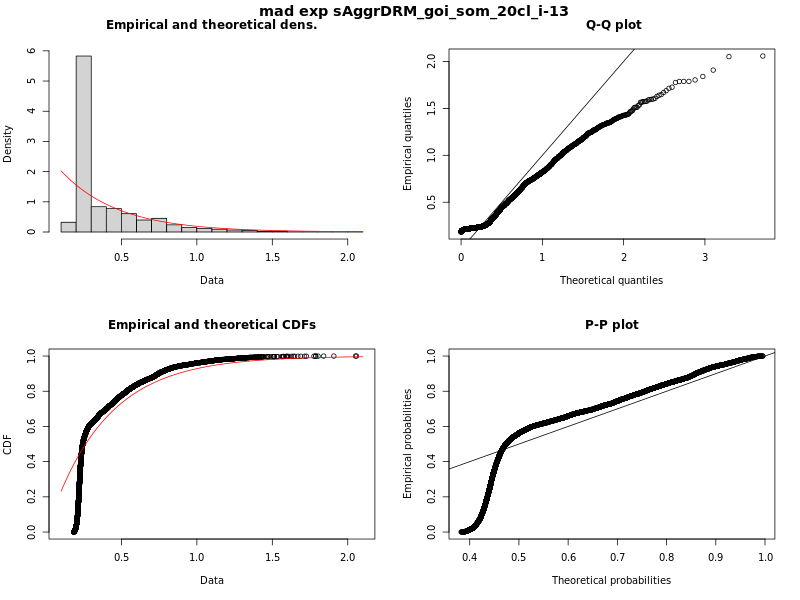 mad exp sAggrDRM_goi_som_20cl_i-13
Empirical and theoretical dens.
Density
0 1 2 3 4 5 6
0.5 1.0 1.5 2.0
Data
Q-Q plot
Empirical quantiles
0.5 1.0 1.5 2.0
0 1 2 3
Theoretical quantiles
Empirical and theoretical CDFs
CDF
0.0 0.2 0.4 0.6 0.8 1.0
0.5 1.0 1.5 2.0
Data
P-P plot
Empirical probabilities
0.0 0.2 0.4 0.6 0.8 1.0
0.4 0.5 0.6 0.7 0.8 0.9 1.0
Theoretical probabilities